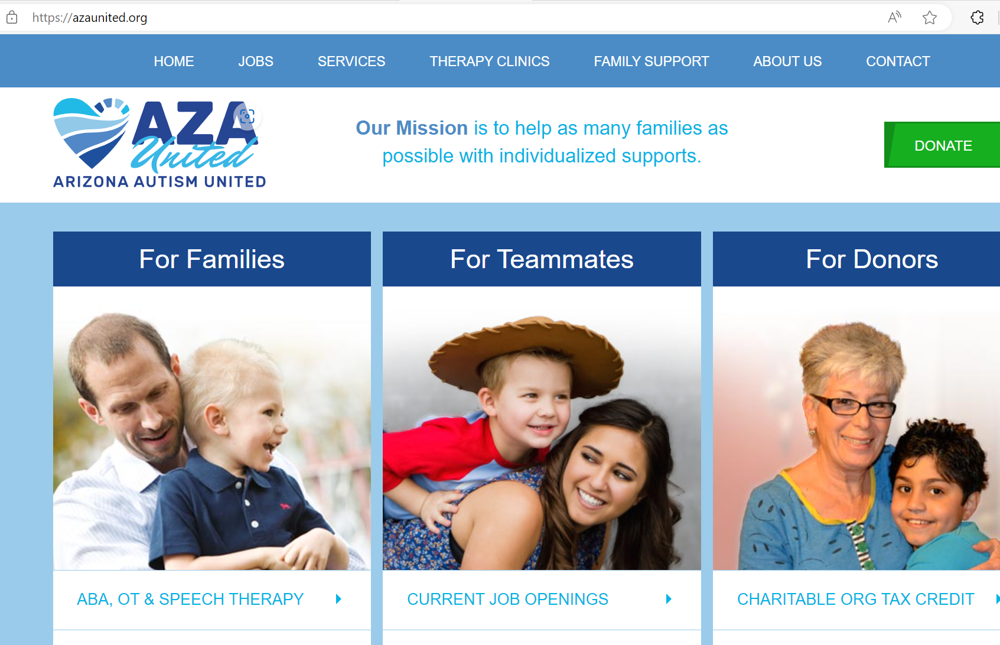 https://azaunited.org
HOME JOBS SERVICES THERAPY CLINICS FAMILY SUPPORT ABOUT US CONTACT
AZA
United
ARIZONA AUTISM UNITED
Our Mission is to help as many families as
possible with individualized supports.
DONATE
For Families
ABA, OT & SPEECH THERAPY
For Teammates
CURRENT JOB OPENINGS
For Donors
CHARITABLE ORG TAX CREDIT